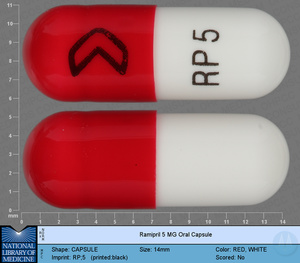 11
10
9
8
7
6
5
4
3
2
1
0
mm
RP 5
0 1 2 3 4 5 6 7 8 9 10 11 12 13 14
Ramipril 5 MG Oral Capsule
NATIONAL
LIBRARY OF
MEDICINE
Shape: CAPSULE Size: 14mm Color: RED, WHITE
Imprint: RP;5 (printed:black) Scored: No